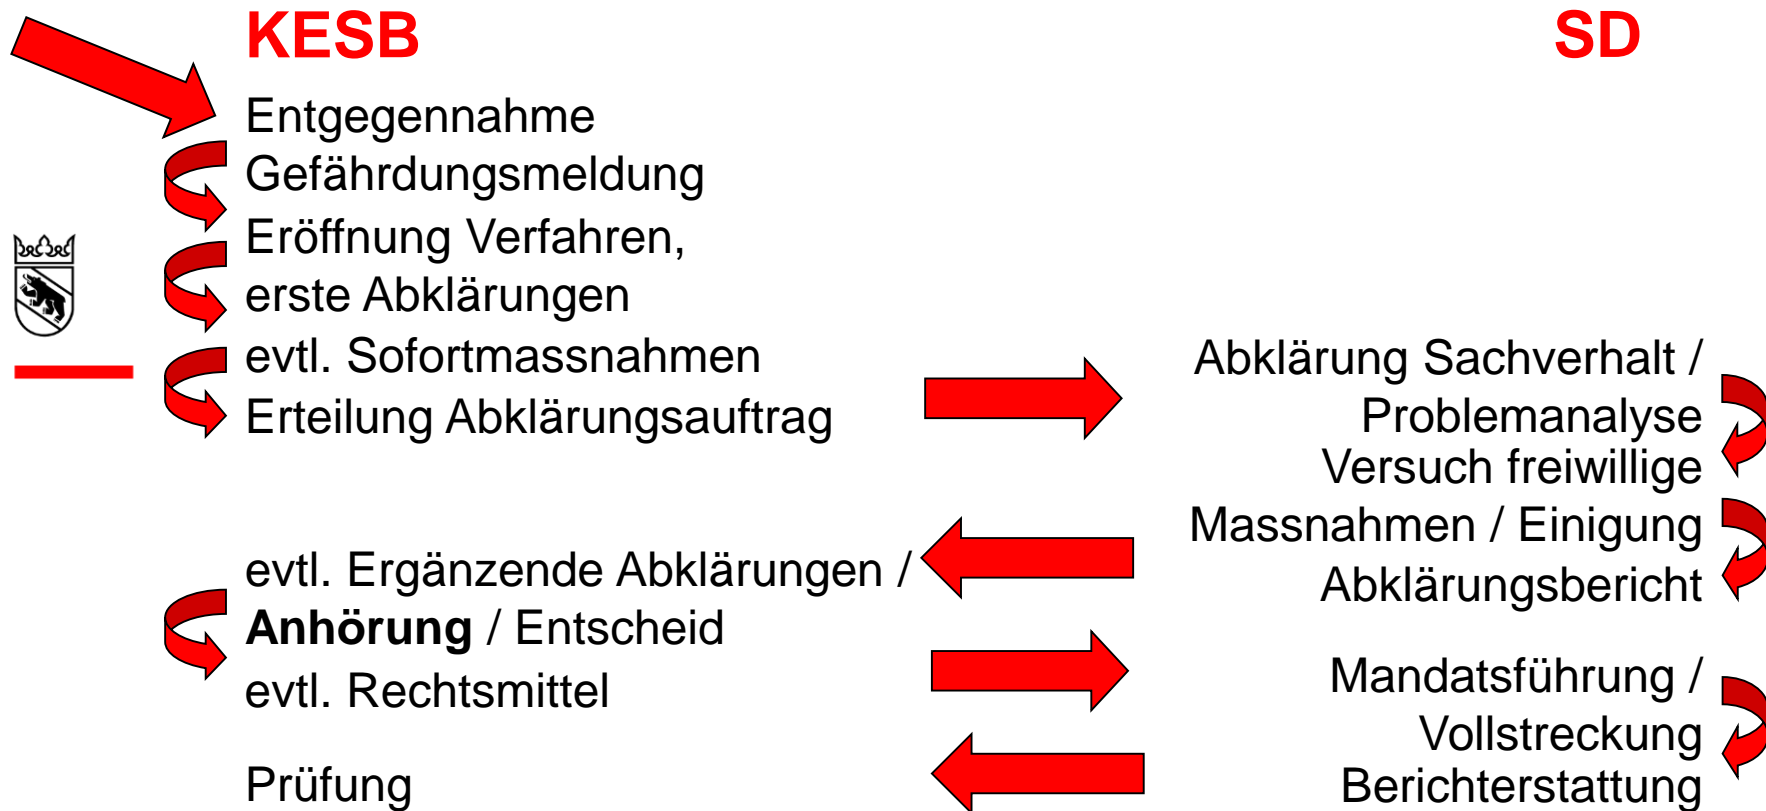 KESB
SD
Entgegennahme
Gefährdungsmeldung
Eröffnung Verfahren,
erste Abklärungen
evtl. Sofortmassnahmen
Erteilung Abklärungsauftrag
Abklärung Sachverhalt /
Problemanalyse
Versuch freiwillige
Massnahmen / Einigung
Abklärungsbericht
evtl. Ergänzende Abklärungen /
Anhörung / Entscheid
evtl. Rechtsmittel
Mandatsführung /
Vollstreckung
Berichterstattung
Prüfung